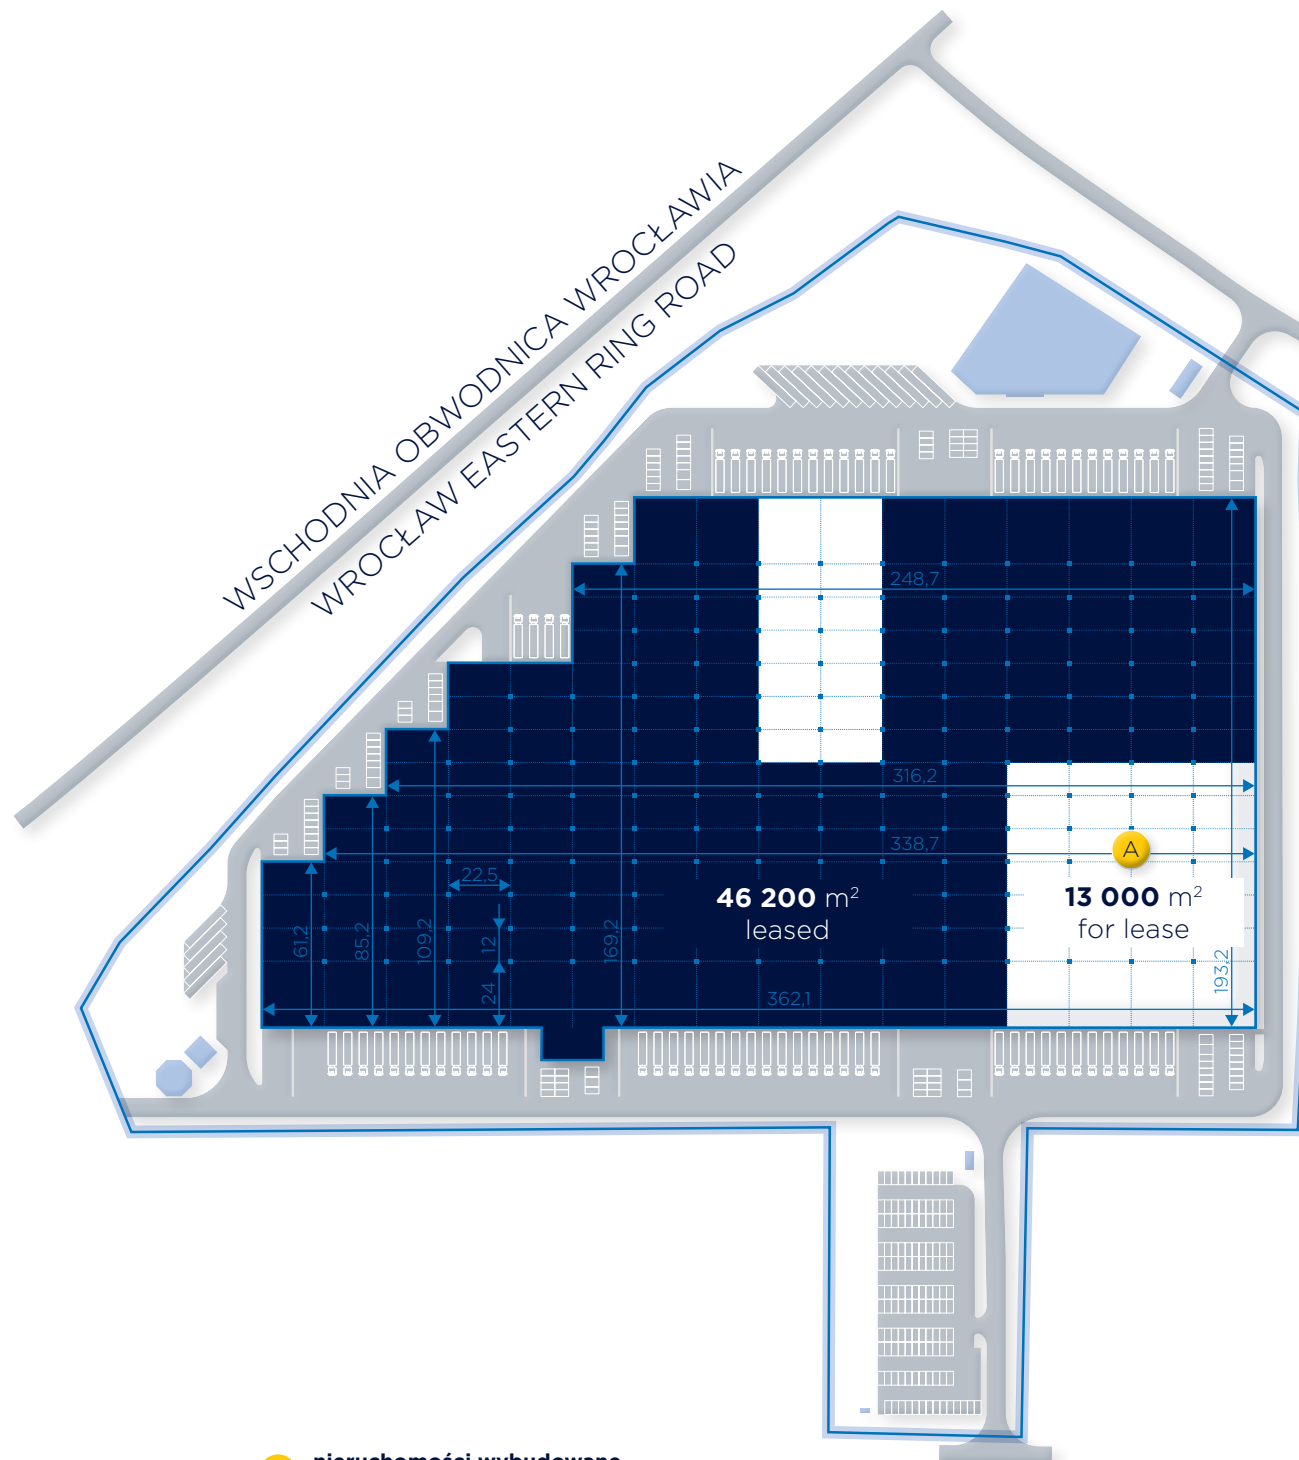 WSCHODNIA OBWODNICA WROCŁAWIA
WROCŁAW EASTERN RING ROAD
248,7
316,2
338,7
A
22,5
46 200 m²
leased
13 000 m²
for lease
61,2
85,2
109,2
12
24
169,2
193,2
362,1
nieruchomości wybudowane